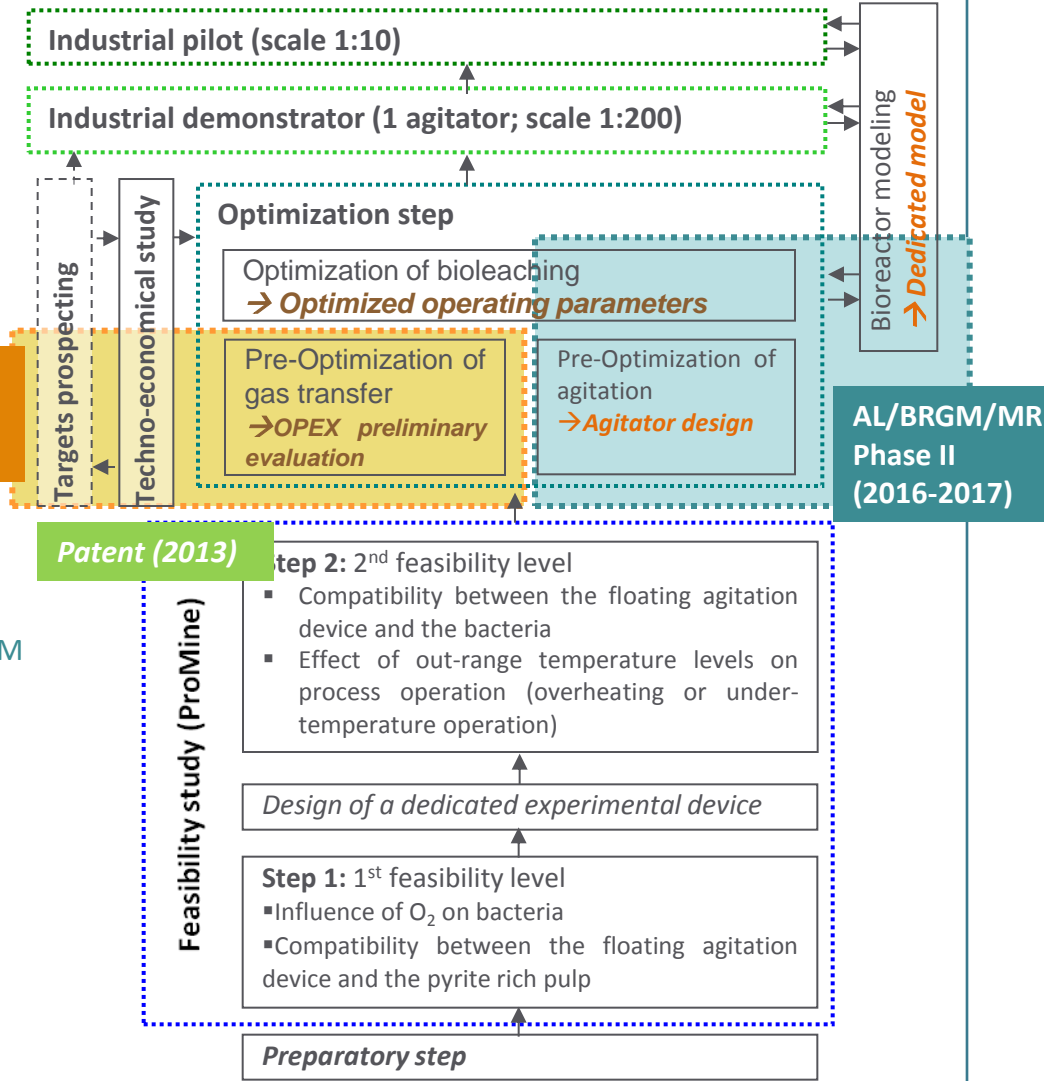 Industrial pilot (scale 1:10)
Industrial demonstrator (1 agitator; scale 1:200)
Bioreactor modeling
→Dedicated model
Targets prospecting
Techno-economical study
Optimization step
Optimization of bioleaching
→ Optimized operating parameters
Pre-Optimization of
gas transfer
→OPEX preliminary
evaluation
Pre-Optimization of
agitation
→Agitator design
AL/BRGM/MR
Phase II
(2016-2017)
Patent (2013)
Feasibility study (ProMine)
tep 2: 2nd feasibility level
▪ Compatibility between the floating agitation
device and the bacteria
▪ Effect of out-range temperature levels on
process operation (overheating or under-
temperature operation)
M
Design of a dedicated experimental device
Step 1: 1st feasibility level
▪Influence of O2 on bacteria
▪Compatibility between the floating agitation
device and the pyrite rich pulp
Preparatory step